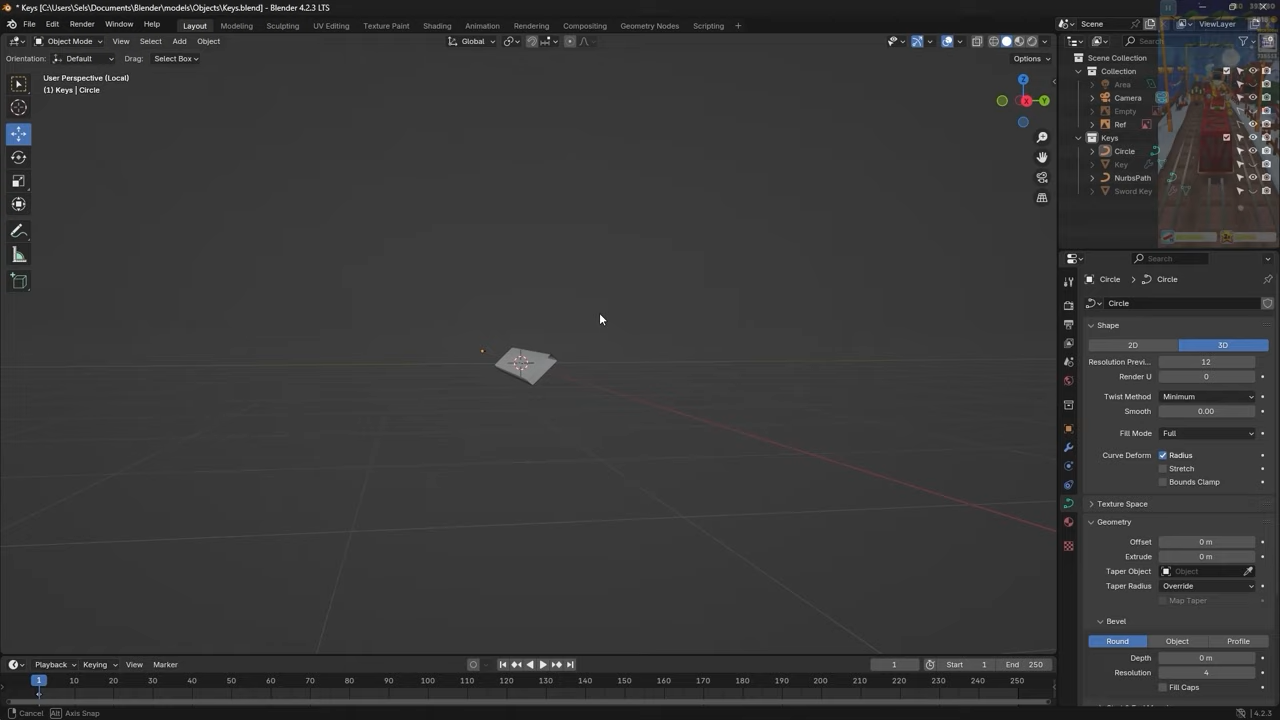 * Keys [C:\Users\Sels\Documents\Blender\models\Objects\Keys.blend] - Blender 4.2.3 LTS
File Edit Render Window Help Layout Modeling Sculpting UV Editing Texture Paint Shading Animation Rendering Compositing Geometry Nodes Scripting Scene ViewLayer
Object Mode View Select Add Object Global Search
Orientation: Default Drag: Select Box Options
User Perspective (Local)
(1) Keys | Circle
Z
X Y
Scene Collection
Collection
Area
Camera
Empty
Ref
Keys
Circle
Key
NurbsPath
Sword Key
Search
Circle Circle
Circle
Shape
2D 3D
Resolution Previ... 12
Render U 0
Twist Method Minimum
Smooth 0.00
Fill Mode Full
Curve Deform Radius
Stretch
Bounds Clamp
Texture Space
Geometry
Offset 0 m
Extrude 0 m
Taper Object Object
Taper Radius Override
Map Taper
Bevel
Round Object Profile
Depth 0 m
Resolution 4
Fill Caps
Playback Keying View Marker 1 Start 1 End 250
1 10 20 30 40 50 60 70 80 90 100 110 120 130 140 150 160 170 180 190 200 210 220 230 240 250
Cancel Alt Axis Snap 4.2.3